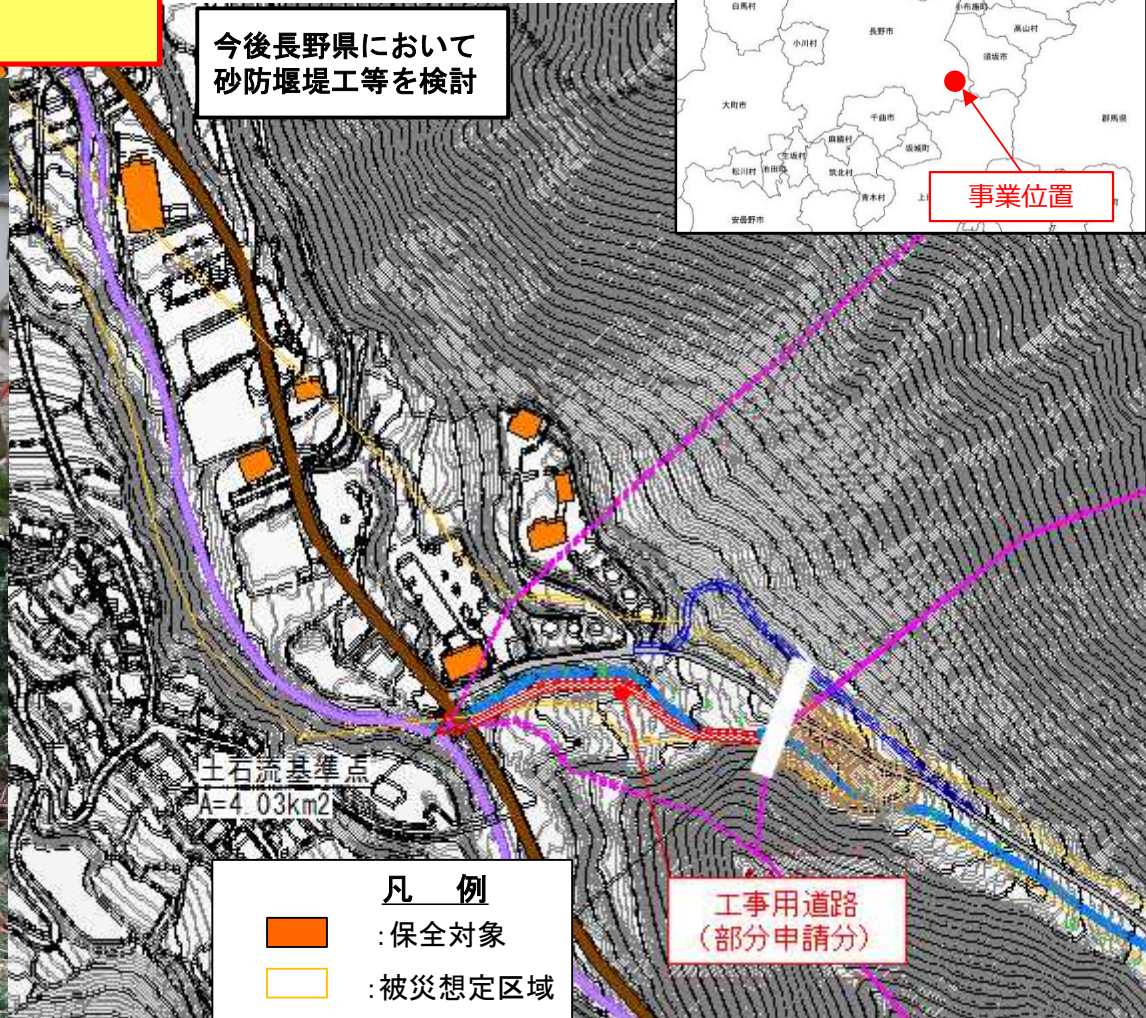 今後長野県において
砂防堰堤工等を検討
白馬村
小川村
長野市
小布施町
高山村
須坂市
大町市
千曲市
群馬県
麻績村
坂城町
生坂村
松川村
池田町
筑北村
青木村
安曇野市
事業位置
土石流基準点
A=4.03km2
凡 例
:保全対象
:被災想定区域
工事用道路
(部分申請分)